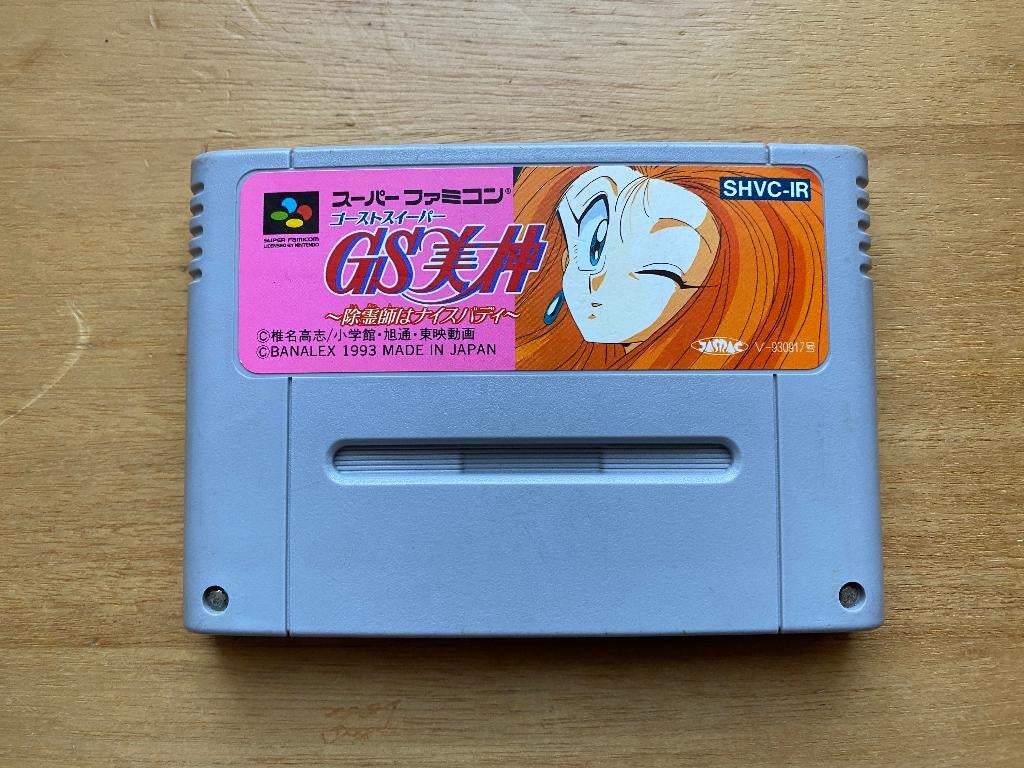 スーパーファミコン®
SUPER FAMICOM
LICENSED BY NINTENDO
ゴーストスイーパー
GS美神
～除霊師はナイスバディ～
©椎名高志/小学館・旭通・東映動画
©BANALEX 1993 MADE IN JAPAN
SHVC-IR
JASRAC V-930917号